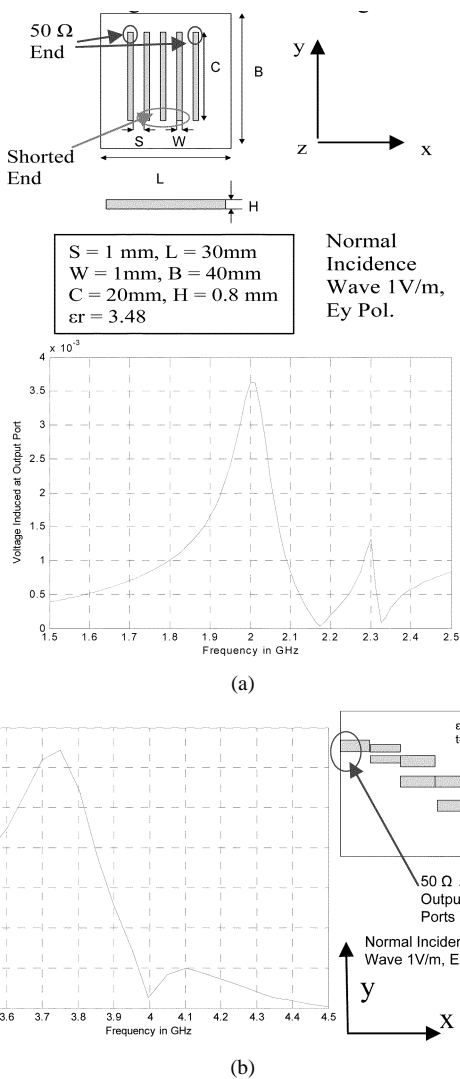 50 Ω
End
C
B
y
z
x
Shorted
End
S
W
L
H
S = 1 mm, L = 30mm
W = 1mm, B = 40mm
C = 20mm, H = 0.8 mm
εr = 3.48
Normal
Incidence
Wave 1V/m,
Ey Pol.
x 10⁻³
Voltage Induced at Output Port
4
3.5
3
2.5
2
1.5
1
0.5
0
1.5 1.6 1.7 1.8 1.9 2 2.1 2.2 2.3 2.4 2.5
Frequency in GHz
(a)
ε
t
50 Ω
Outpu
Ports
Normal Inciden
Wave 1V/m, E
y
x
3.6 3.7 3.8 3.9 4 4.1 4.2 4.3 4.4 4.5
Frequency in GHz
(b)